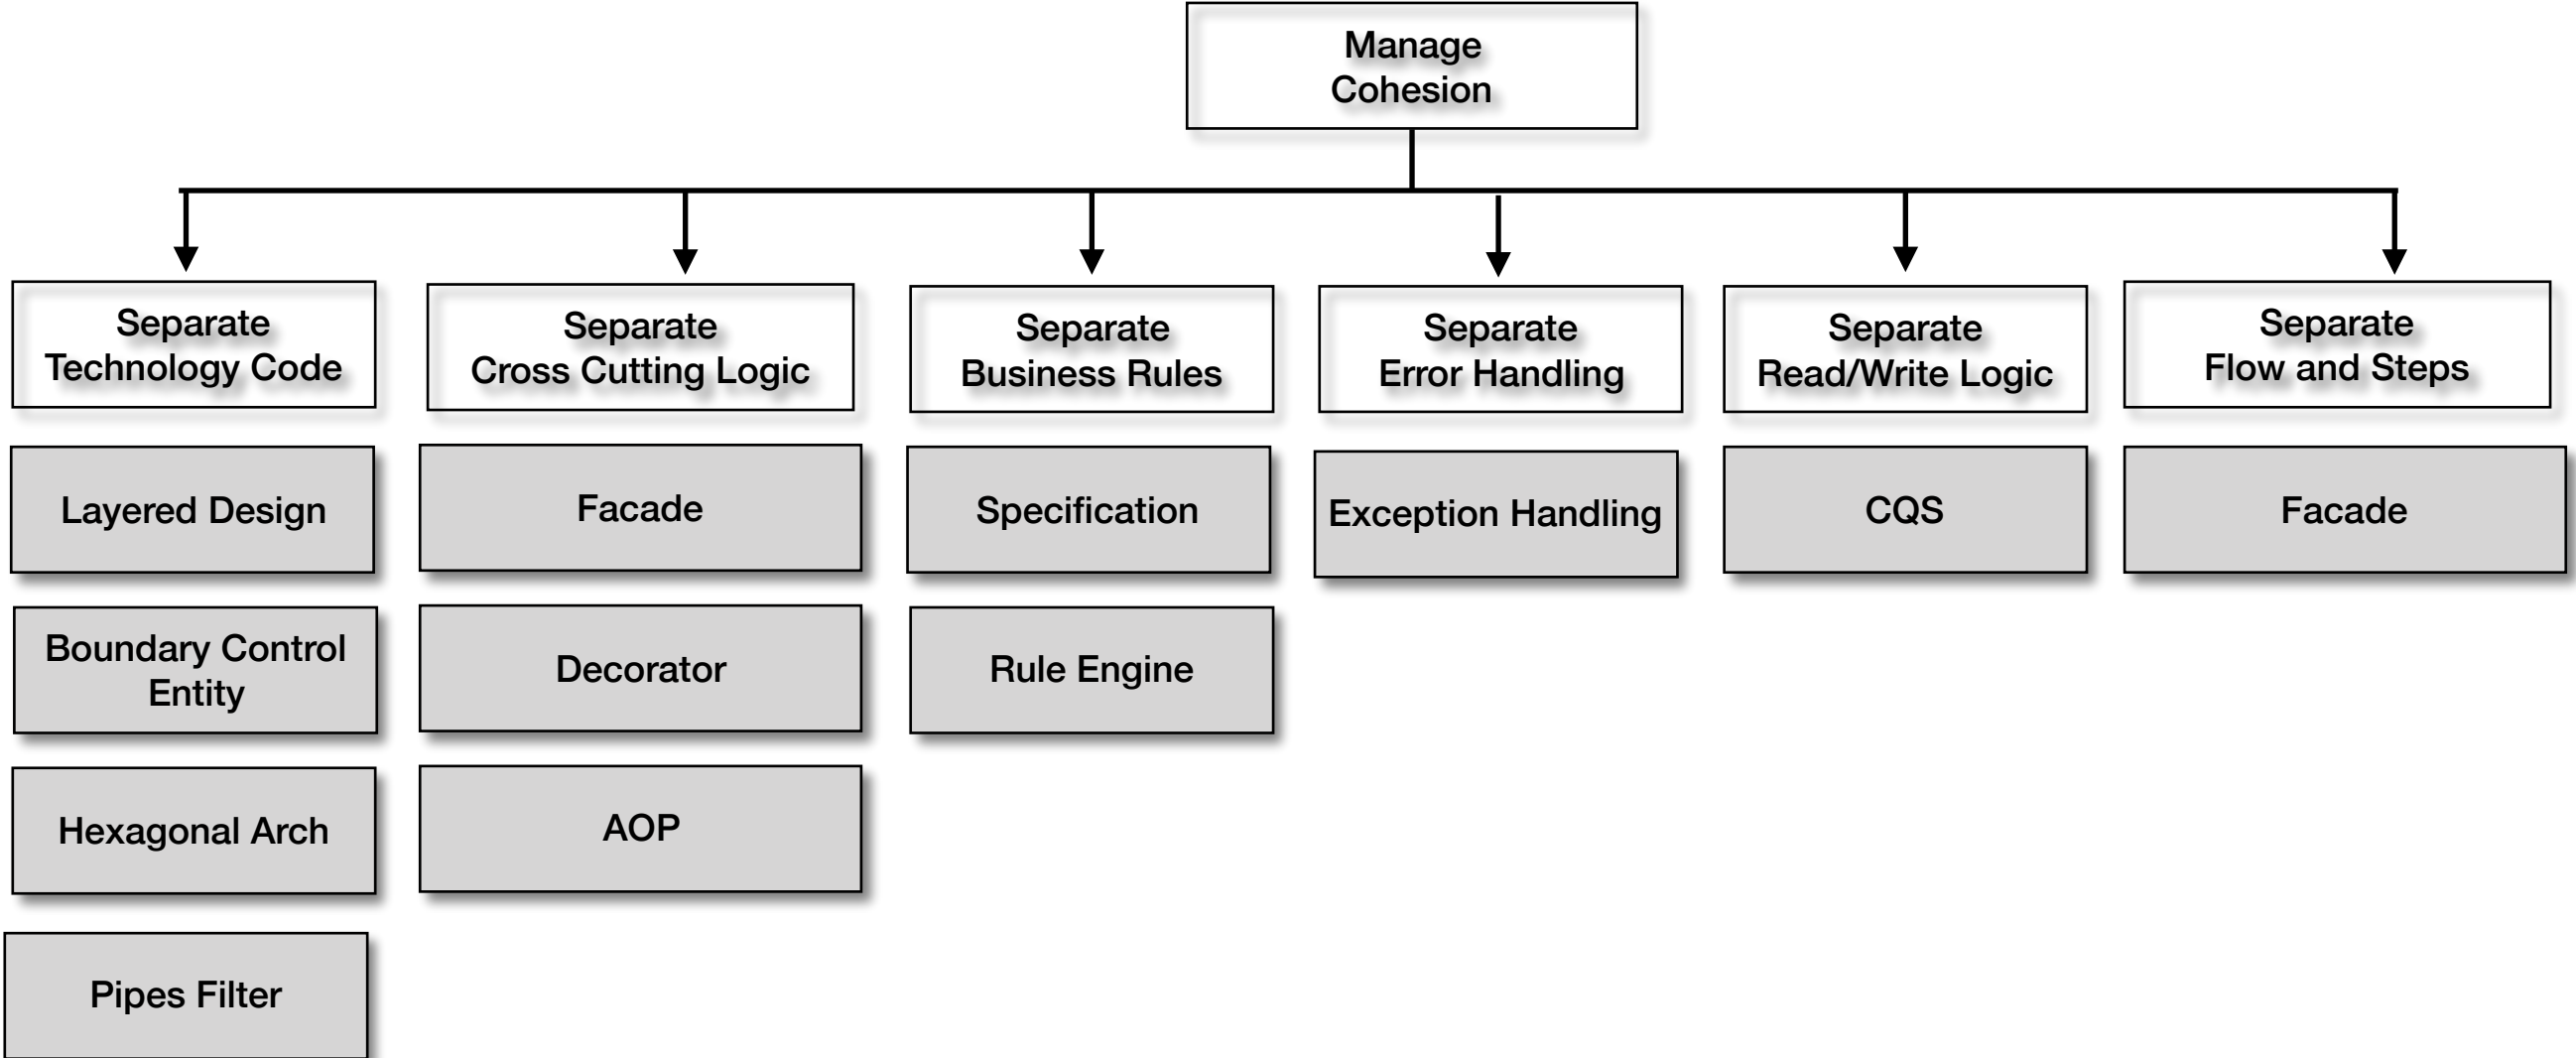 Manage
Cohesion
Separate
Technology Code
Separate
Cross Cutting Logic
Separate
Business Rules
Separate
Error Handling
Separate
Read/Write Logic
Separate
Flow and Steps
Layered Design
Facade
Specification
Exception Handling
CQS
Facade
Boundary Control
Entity
Decorator
Rule Engine
Hexagonal Arch
AOP
Pipes Filter